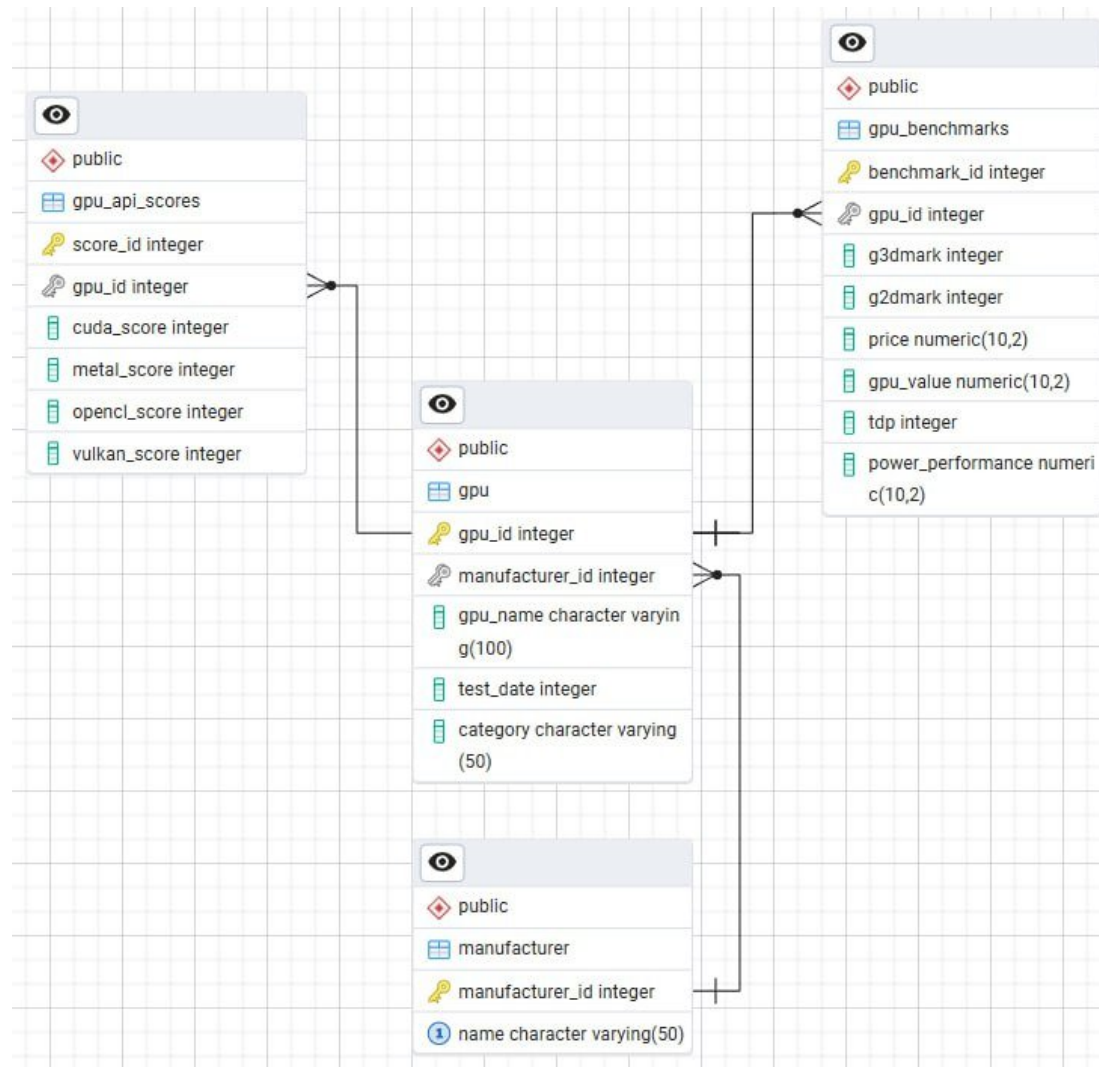 public
gpu_api_scores
score_id integer
gpu_id integer
cuda_score integer
metal_score integer
opencl_score integer
vulkan_score integer
public
gpu_benchmarks
benchmark_id integer
gpu_id integer
g3dmark integer
g2dmark integer
price numeric(10,2)
gpu_value numeric(10,2)
tdp integer
power_performance numeri
c(10,2)
public
gpu
gpu_id integer
manufacturer_id integer
gpu_name character varyin
g(100)
test_date integer
category character varying
(50)
public
manufacturer
manufacturer_id integer
1 name character varying(50)